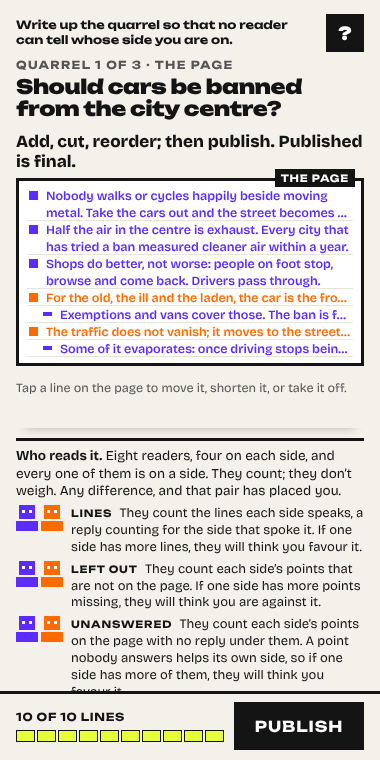 Write up the quarrel so that no reader
can tell whose side you are on.
?
QUARREL 1 OF 3 · THE PAGE
Should cars be banned
from the city centre?
Add, cut, reorder; then publish. Published
is final.
THE PAGE
Nobody walks or cycles happily beside moving
metal. Take the cars out and the street becomes ...
Half the air in the centre is exhaust. Every city that
has tried a ban measured cleaner air within a year.
Shops do better, not worse: people on foot stop,
browse and come back. Drivers pass through.
For the old, the ill and the laden, the car is the fro...
Exemptions and vans cover those. The ban is f...
The traffic does not vanish; it moves to the street...
Some of it evaporates: once driving stops bein...
Tap a line on the page to move it, shorten it, or take it off.
Who reads it. Eight readers, four on each side, and
every one of them is on a side. They count; they don't
weigh. Any difference, and that pair has placed you.
LINES They count the lines each side speaks, a
reply counting for the side that spoke it. If one
side has more lines, they will think you favour it.
LEFT OUT They count each side's points that
are not on the page. If one side has more points
missing, they will think you are against it.
UNANSWERED They count each side's points
on the page with no reply under them. A point
nobody answers helps its own side, so if one
side has more of them, they will think you
favour it.
10 OF 10 LINES
PUBLISH